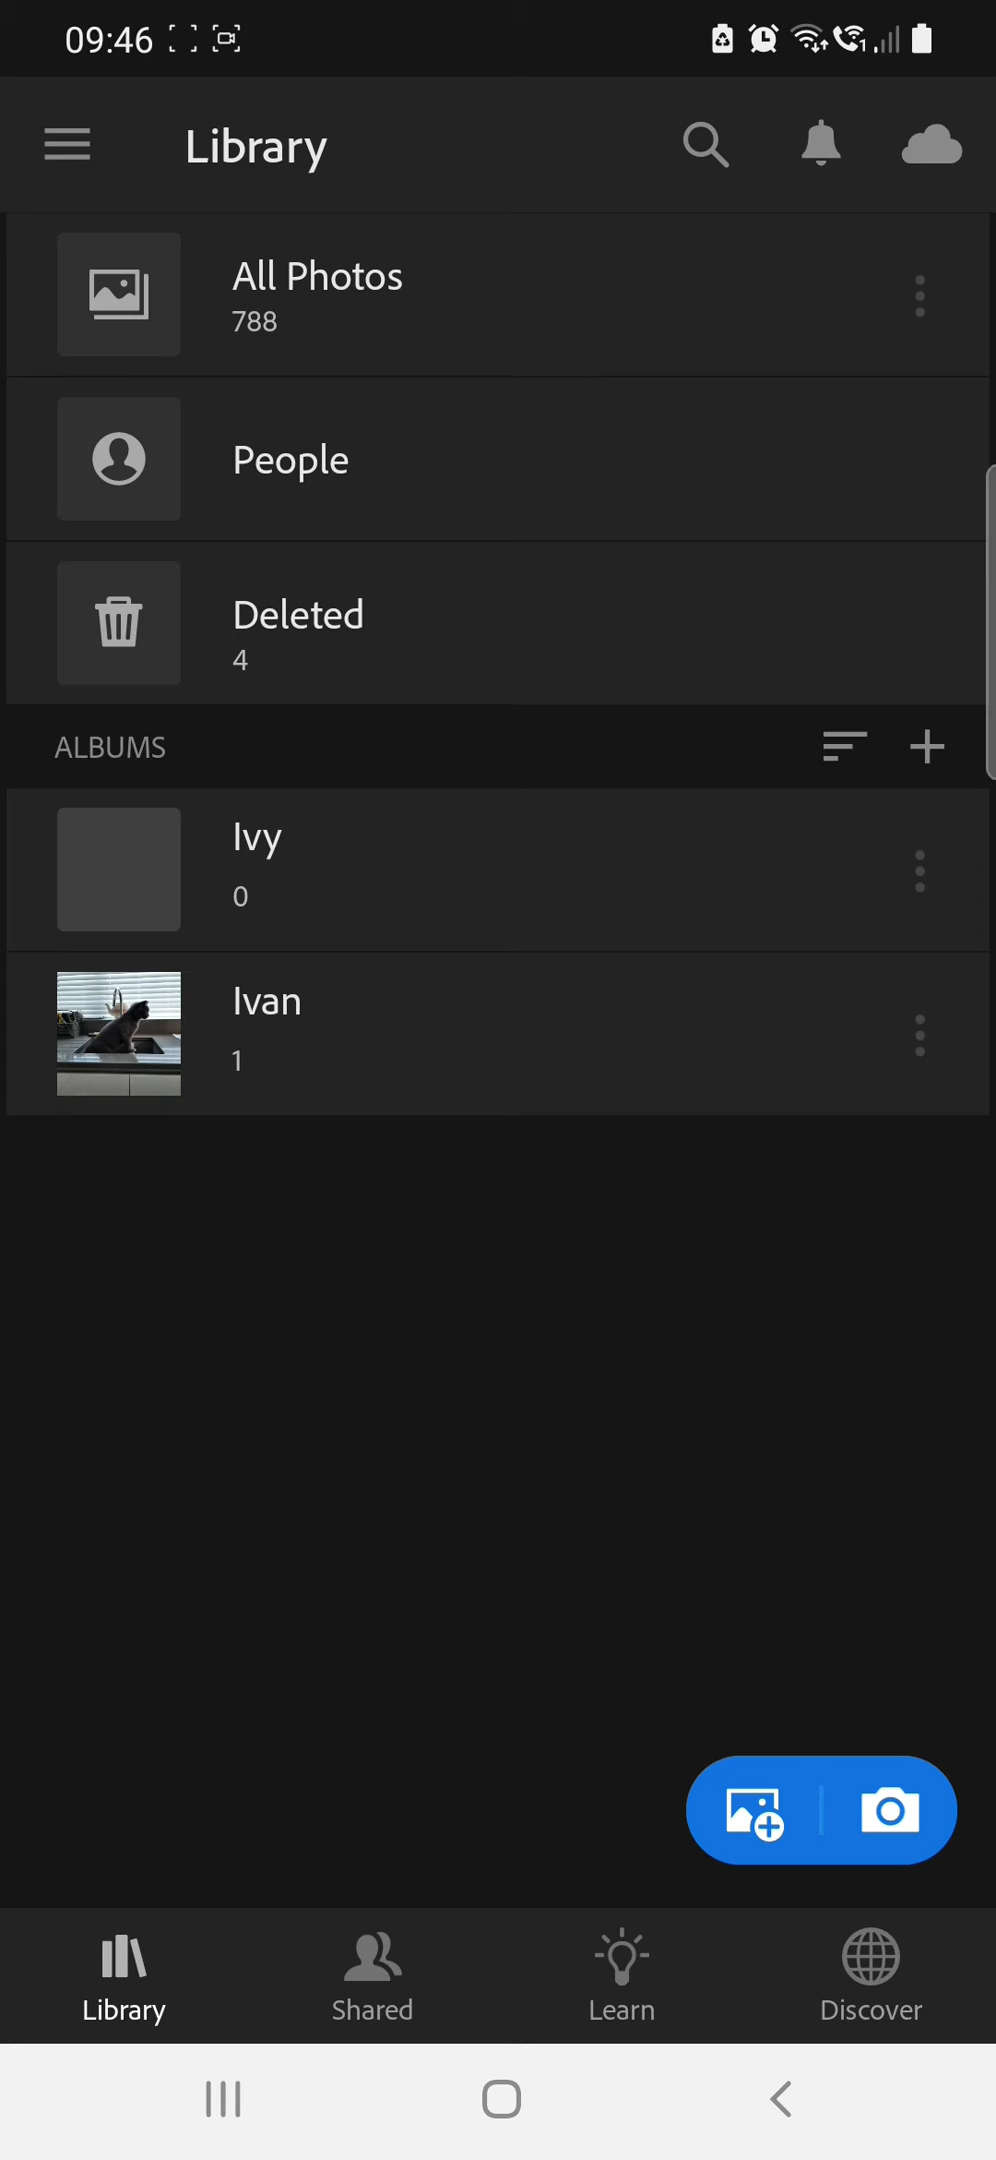 09:46
Library
All Photos
788
People
Deleted
4
ALBUMS
Ivy
0
Ivan
1
Library Shared Learn Discover